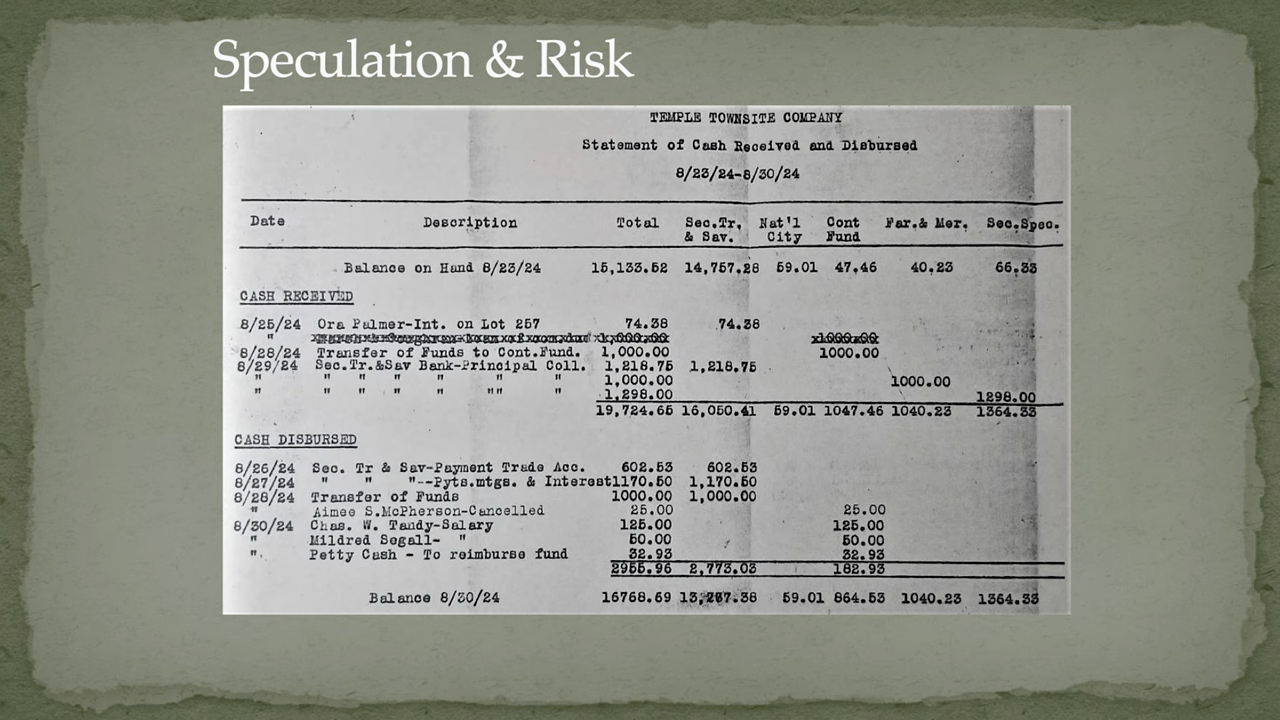 Speculation & Risk
TEMPLE TOWNSITE COMPANY
Statement of Cash Received and Disbursed
8/23/24-8/30/24
Date Description Total Sec.Tr. Nat'l Cont Far.& Mer. Sec.Spec.
& Sav. City Fund
Balance on Hand 8/23/24 15,133.52 14,757.28 59.01 47.46 40.23 66.33
CASH RECEIVED
8/25/24 Ora Palmer-Int. on Lot 257 74.38 74.38
" 1,000.00 1000.00
8/28/24 Transfer of Funds to Cont.Fund. 1,000.00 1000.00
8/29/24 Sec.Tr.&Sav Bank-Principal Coll. 1,218.75 1,218.75
" " " " " " " 1,000.00 1000.00
" " " " " "" " 1,298.00 1298.00
19,724.65 16,050.41 59.01 1047.46 1040.23 1364.33
CASH DISBURSED
8/26/24 Sec. Tr & Sav-Payment Trade Acc. 602.53 602.53
8/27/24 " " "--Pyts.mtgs. & Interest1170.50 1,170.50
8/28/24 Transfer of Funds 1000.00 1,000.00
" Aimee S.McPherson-Cancelled 25.00 25.00
8/30/24 Chas. W. Tandy-Salary 125.00 125.00
" Mildred Segall- " 50.00 50.00
". Petty Cash - To reimburse fund 32.93 32.93
2955.96 2,773.03 182.93
Balance 8/30/24 16768.69 59.01 864.53 1040.23 1364.33